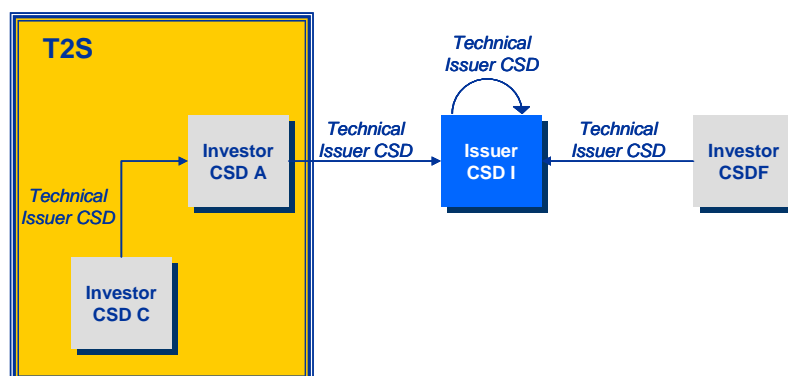 T2S
Technical
Issuer CSD
Investor
CSD A
Technical
Issuer CSD
Issuer
CSD I
Technical
Issuer CSD
Investor
CSDF
Technical
Issuer CSD
Investor
CSD C